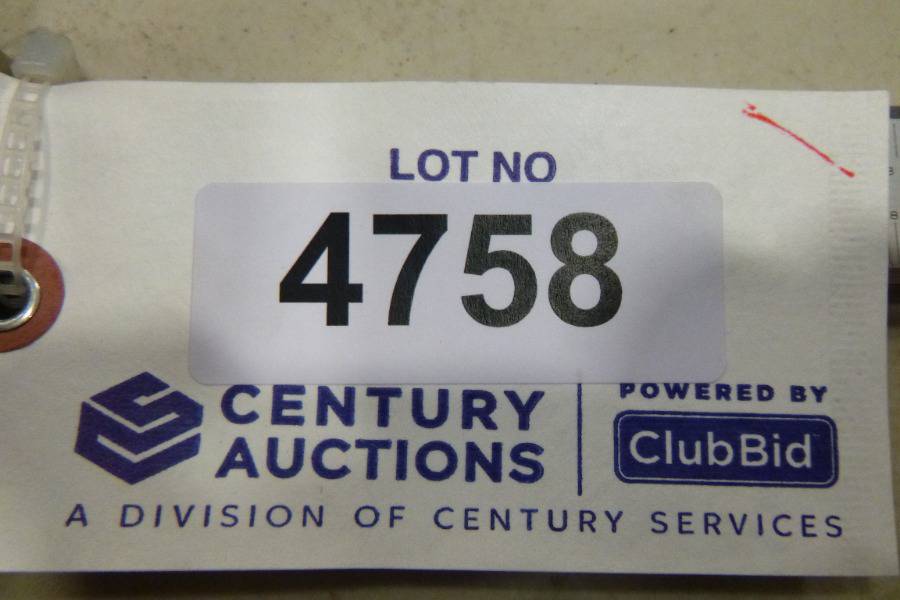 LOT NO
4758
CENTURY
AUCTIONS
POWERED BY
ClubBid
A DIVISION OF CENTURY SERVICES